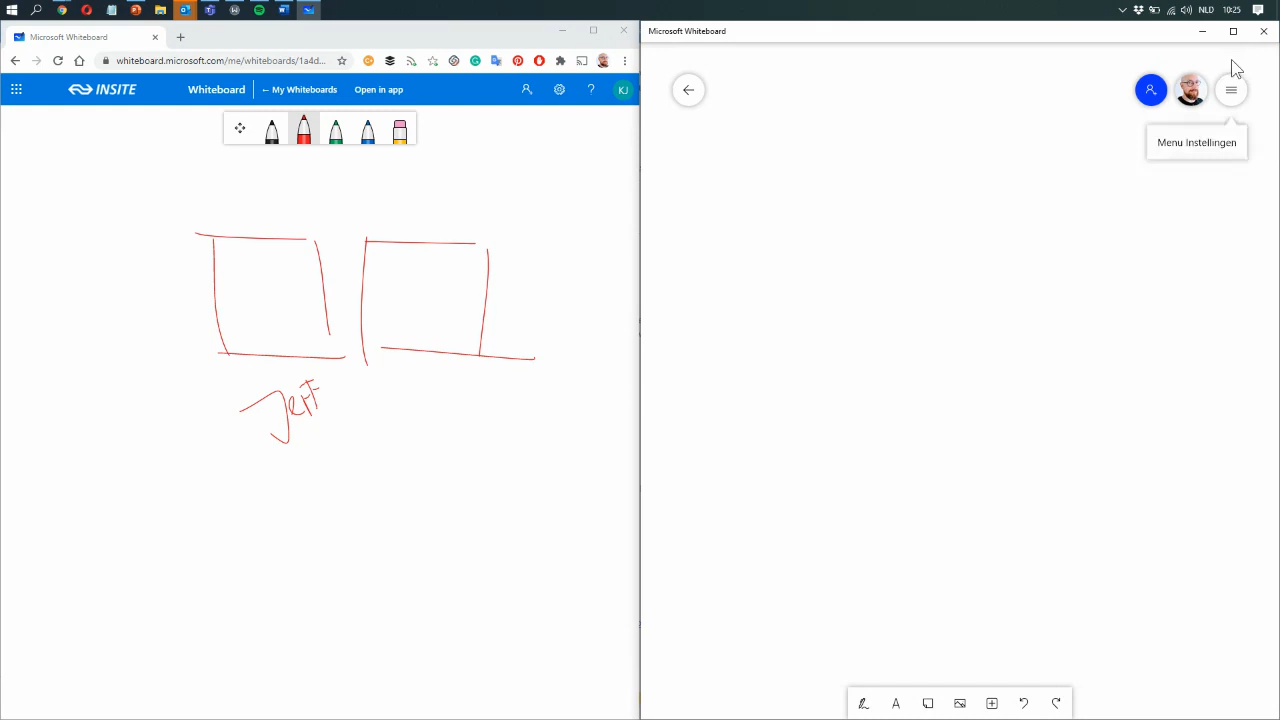 NLD 10:25
Microsoft Whiteboard
whiteboard.microsoft.com/me/whiteboards/1a4d...
INSITE Whiteboard ← My Whiteboards Open in app KJ
Jeff
Microsoft Whiteboard
Menu Instellingen
A